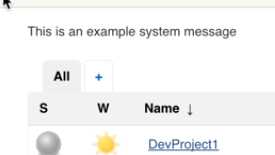 This is an example system message
All +
S W Name ↓
DevProject1